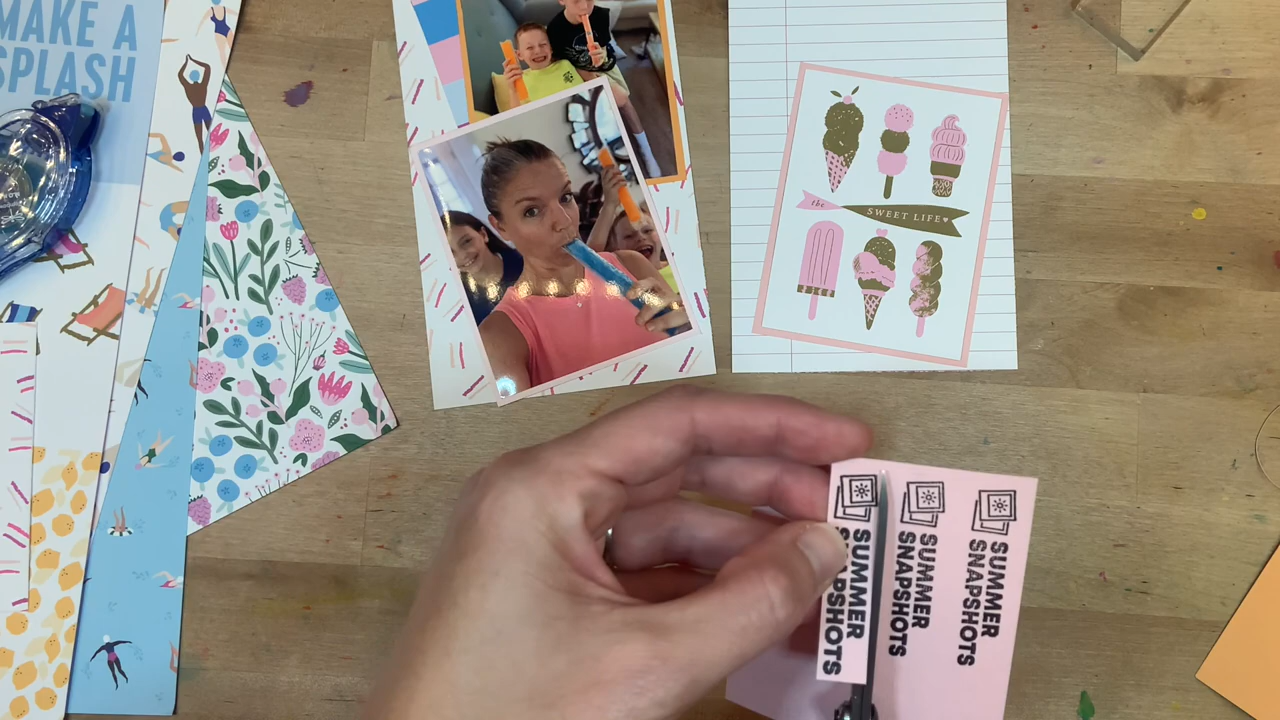 MAKE A
SPLASH
the
SWEET LIFE
SUMMER
SNAPSHOTS
SUMMER
SNAPSHOTS
SUMMER
SNAPSHOTS